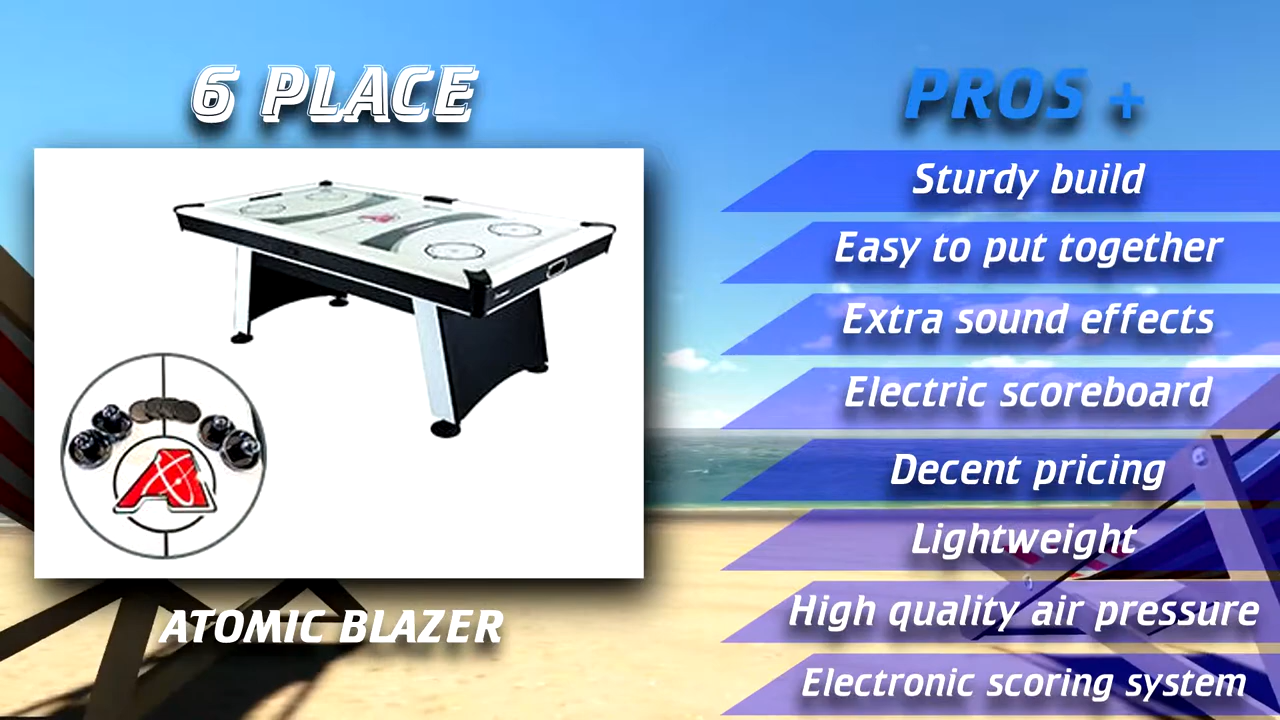 6 PLACE
ATOMIC BLAZER
PROS +
Sturdy build
Easy to put together
Extra sound effects
Electric scoreboard
Decent pricing
Lightweight
High quality air pressure
Electronic scoring system